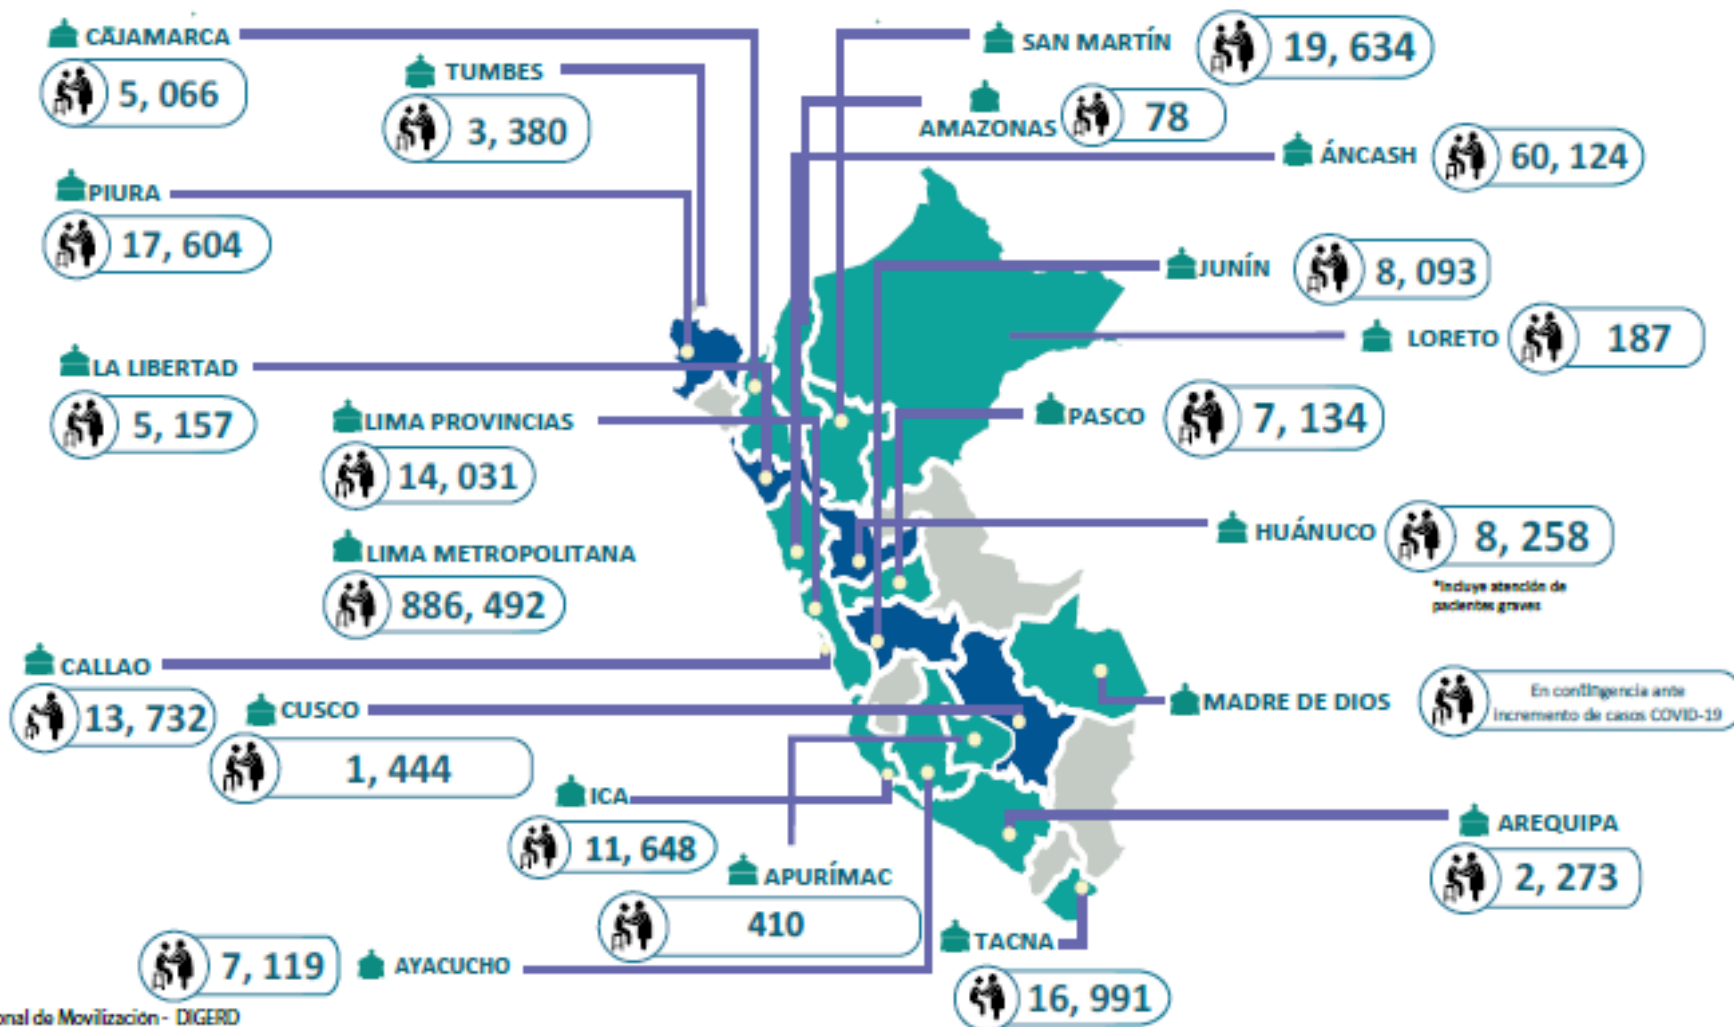 CAJAMARCA
5, 066
TUMBES
3, 380
SAN MARTÍN
19, 634
AMAZONAS
78
ÁNCASH
60, 124
PIURA
17, 604
JUNÍN
8, 093
LORETO
187
LA LIBERTAD
5, 157
LIMA PROVINCIAS
14, 031
PASCO
7, 134
HUÁNUCO
8, 258
*Incluye atención de
pacientes graves
LIMA METROPOLITANA
886, 492
CALLAO
13, 732
CUSCO
1, 444
MADRE DE DIOS
En contingencia ante
incremento de casos COVID-19
ICA
11, 648
AREQUIPA
2, 273
APURÍMAC
410
TACNA
16, 991
7, 119
AYACUCHO
onal de Movilización - DIGERD